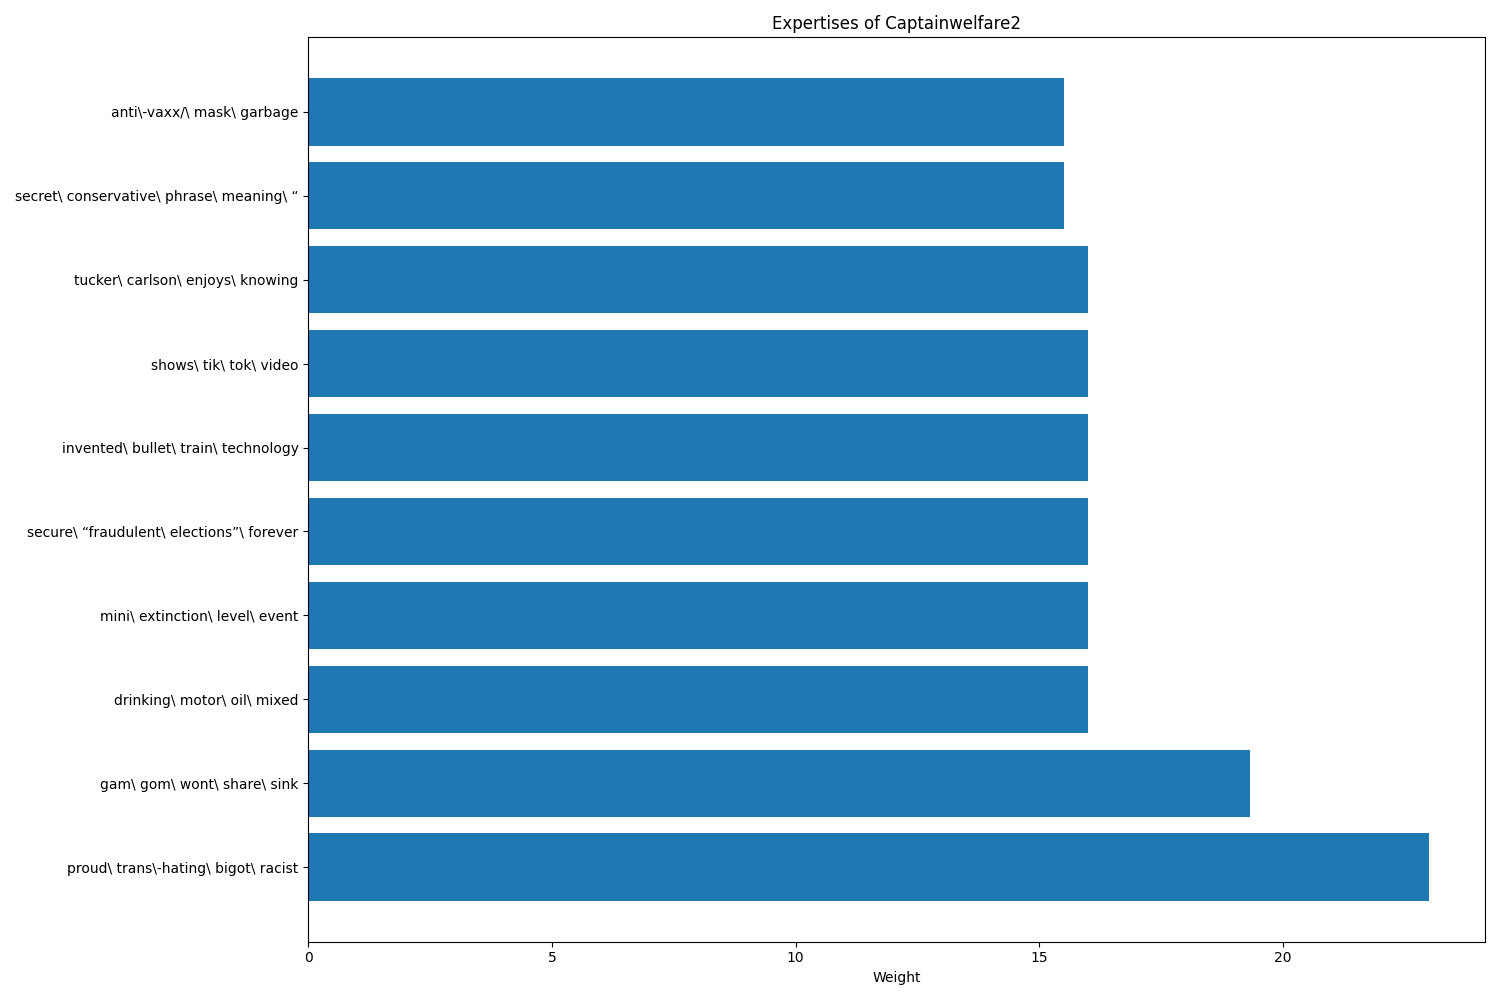 Expertises of Captainwelfare2
anti\-vaxx/\ mask\ garbage
secret\ conservative\ phrase\ meaning\ “
tucker\ carlson\ enjoys\ knowing
shows\ tik\ tok\ video
invented\ bullet\ train\ technology
secure\ “fraudulent\ elections”\ forever
mini\ extinction\ level\ event
drinking\ motor\ oil\ mixed
gam\ gom\ wont\ share\ sink
proud\ trans\-hating\ bigot\ racist
0 5 10 15 20
Weight